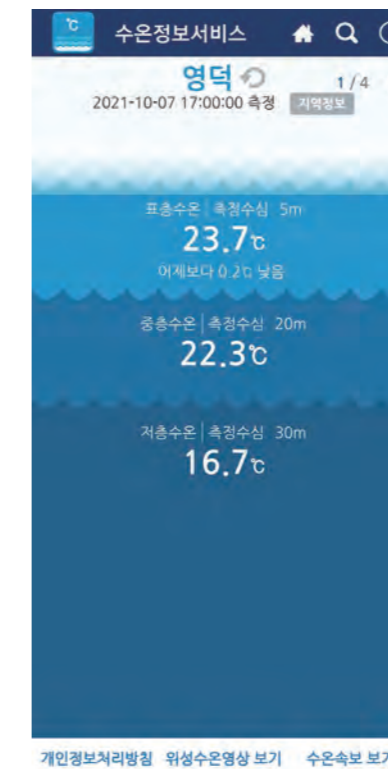 ℃
수온정보서비스
영덕
1 / 4
2021-10-07 17:00:00 측정 지역정보
표층수온 | 측정수심 5m
23.7℃
어제보다 0.2℃ 낮음
중층수온 | 측정수심 20m
22.3℃
저층수온 | 측정수심 30m
16.7℃
개인정보처리방침 위성수온영상 보기 수온속보 보기